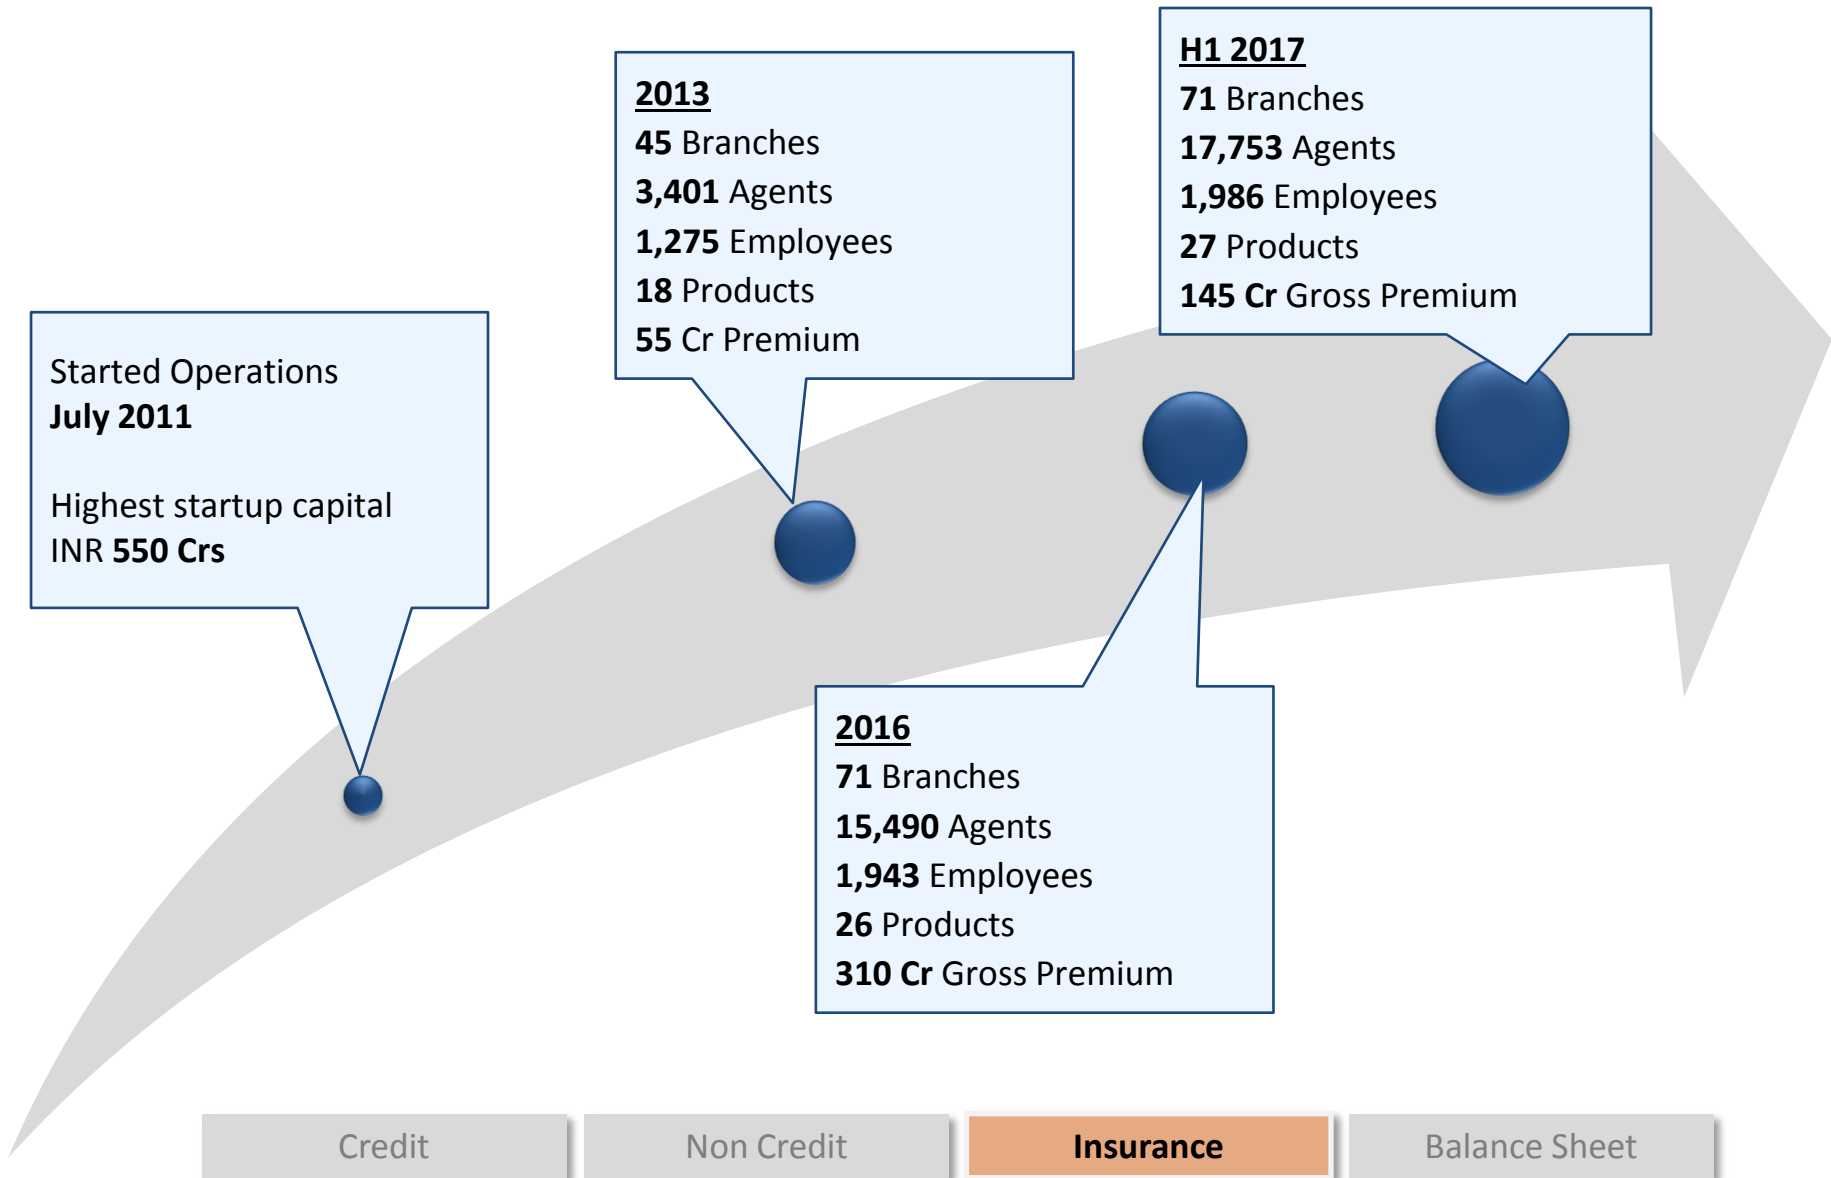 Started Operations
July 2011
Highest startup capital
INR 550 Crs
2013
45 Branches
3,401 Agents
1,275 Employees
18 Products
55 Cr Premium
2016
71 Branches
15,490 Agents
1,943 Employees
26 Products
310 Cr Gross Premium
H1 2017
71 Branches
17,753 Agents
1,986 Employees
27 Products
145 Cr Gross Premium
Credit
Non Credit
Insurance
Balance Sheet